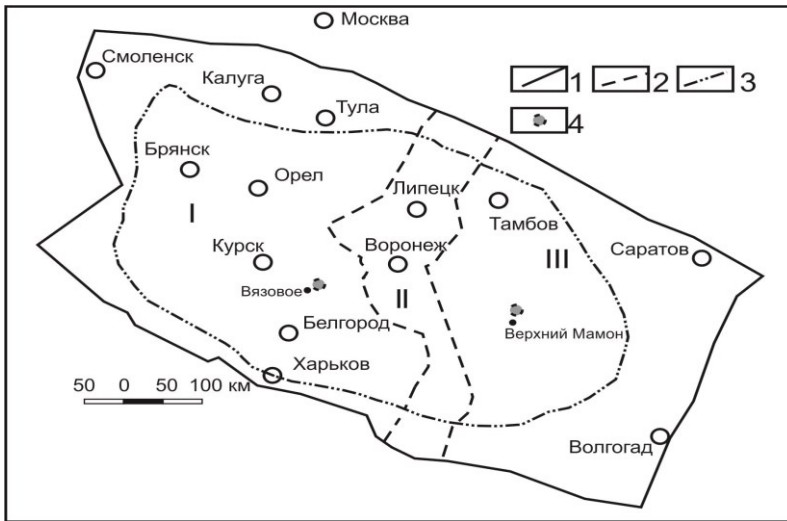 Москва
Смоленск
Калуга
Тула
1 2 3
4
Брянск
Орел
I
Липецк
Тамбов
Курск
Воронеж
III
Саратов
Вязовое
II
Белгород
Верхний Мамон
Харьков
50 0 50 100 км
Волгогад